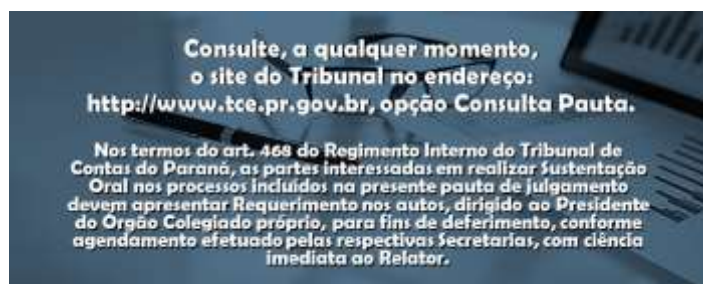 Consulte, a qualquer momento,
o site do Tribunal no endereço:
http://www.tce.pr.gov.br, opção Consulta Pauta.
Nos termos do art. 468 do Regimento Interno do Tribunal de
Contas do Paraná, as partes interessadas em realizar Sustentação
Oral nos processos incluídos na presente pauta de julgamento
devem apresentar Requerimento nos autos, dirigido ao Presidente
do Órgão Colegiado próprio, para fins de deferimento, conforme
agendamento efetuado pelas respectivas Secretarias, com ciência
imediata ao Relator.